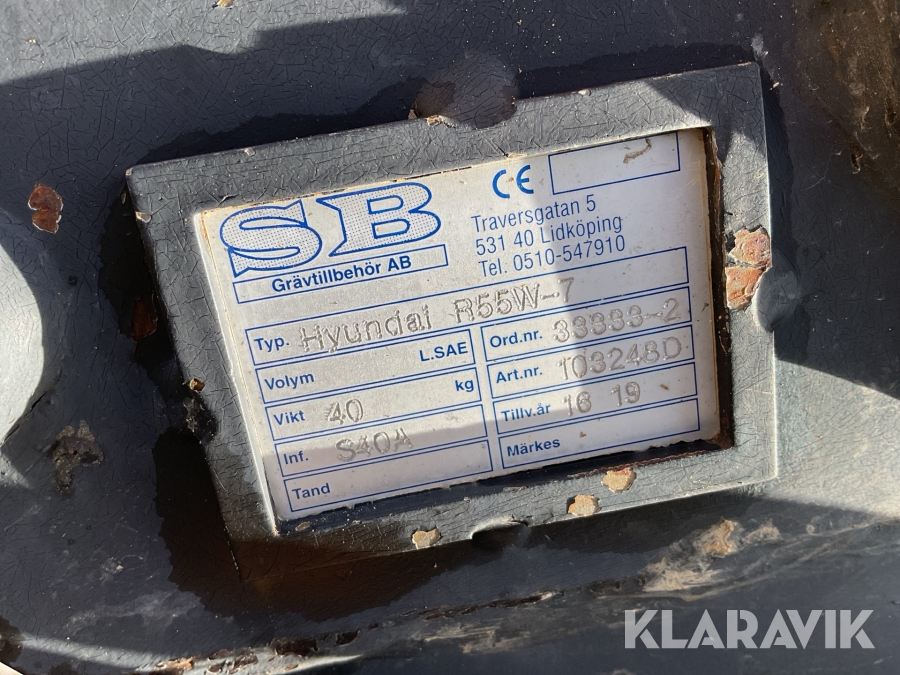 SB
Grävtillbehör AB
CE
Traversgatan 5
531 40 Lidköping
Tel. 0510-547910
Typ. Hyundai R55W-7
Volym L.SAE
Vikt 40 kg
Inf. S40A
Tand
Ord.nr. 33333-2
Art.nr. 103248D
Tillv.år 16 19
Märkes
KLARAVIK